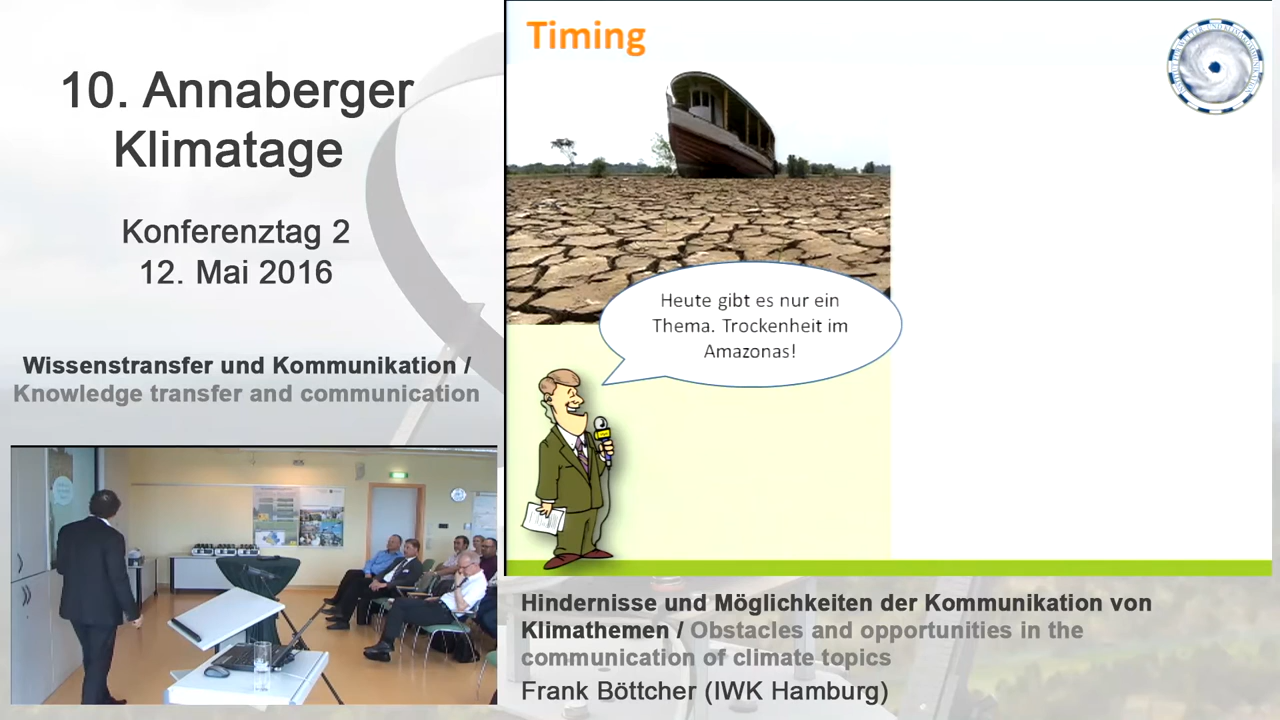 10. Annaberger
Klimatage
Konferenztag 2
12. Mai 2016
Wissenstransfer und Kommunikation /
Knowledge transfer and communication
Timing
Heute gibt es nur ein
Thema. Trockenheit im
Amazonas!
Hindernisse und Möglichkeiten der Kommunikation von
Klimathemen / Obstacles and opportunities in the
communication of climate topics
Frank Böttcher (IWK Hamburg)